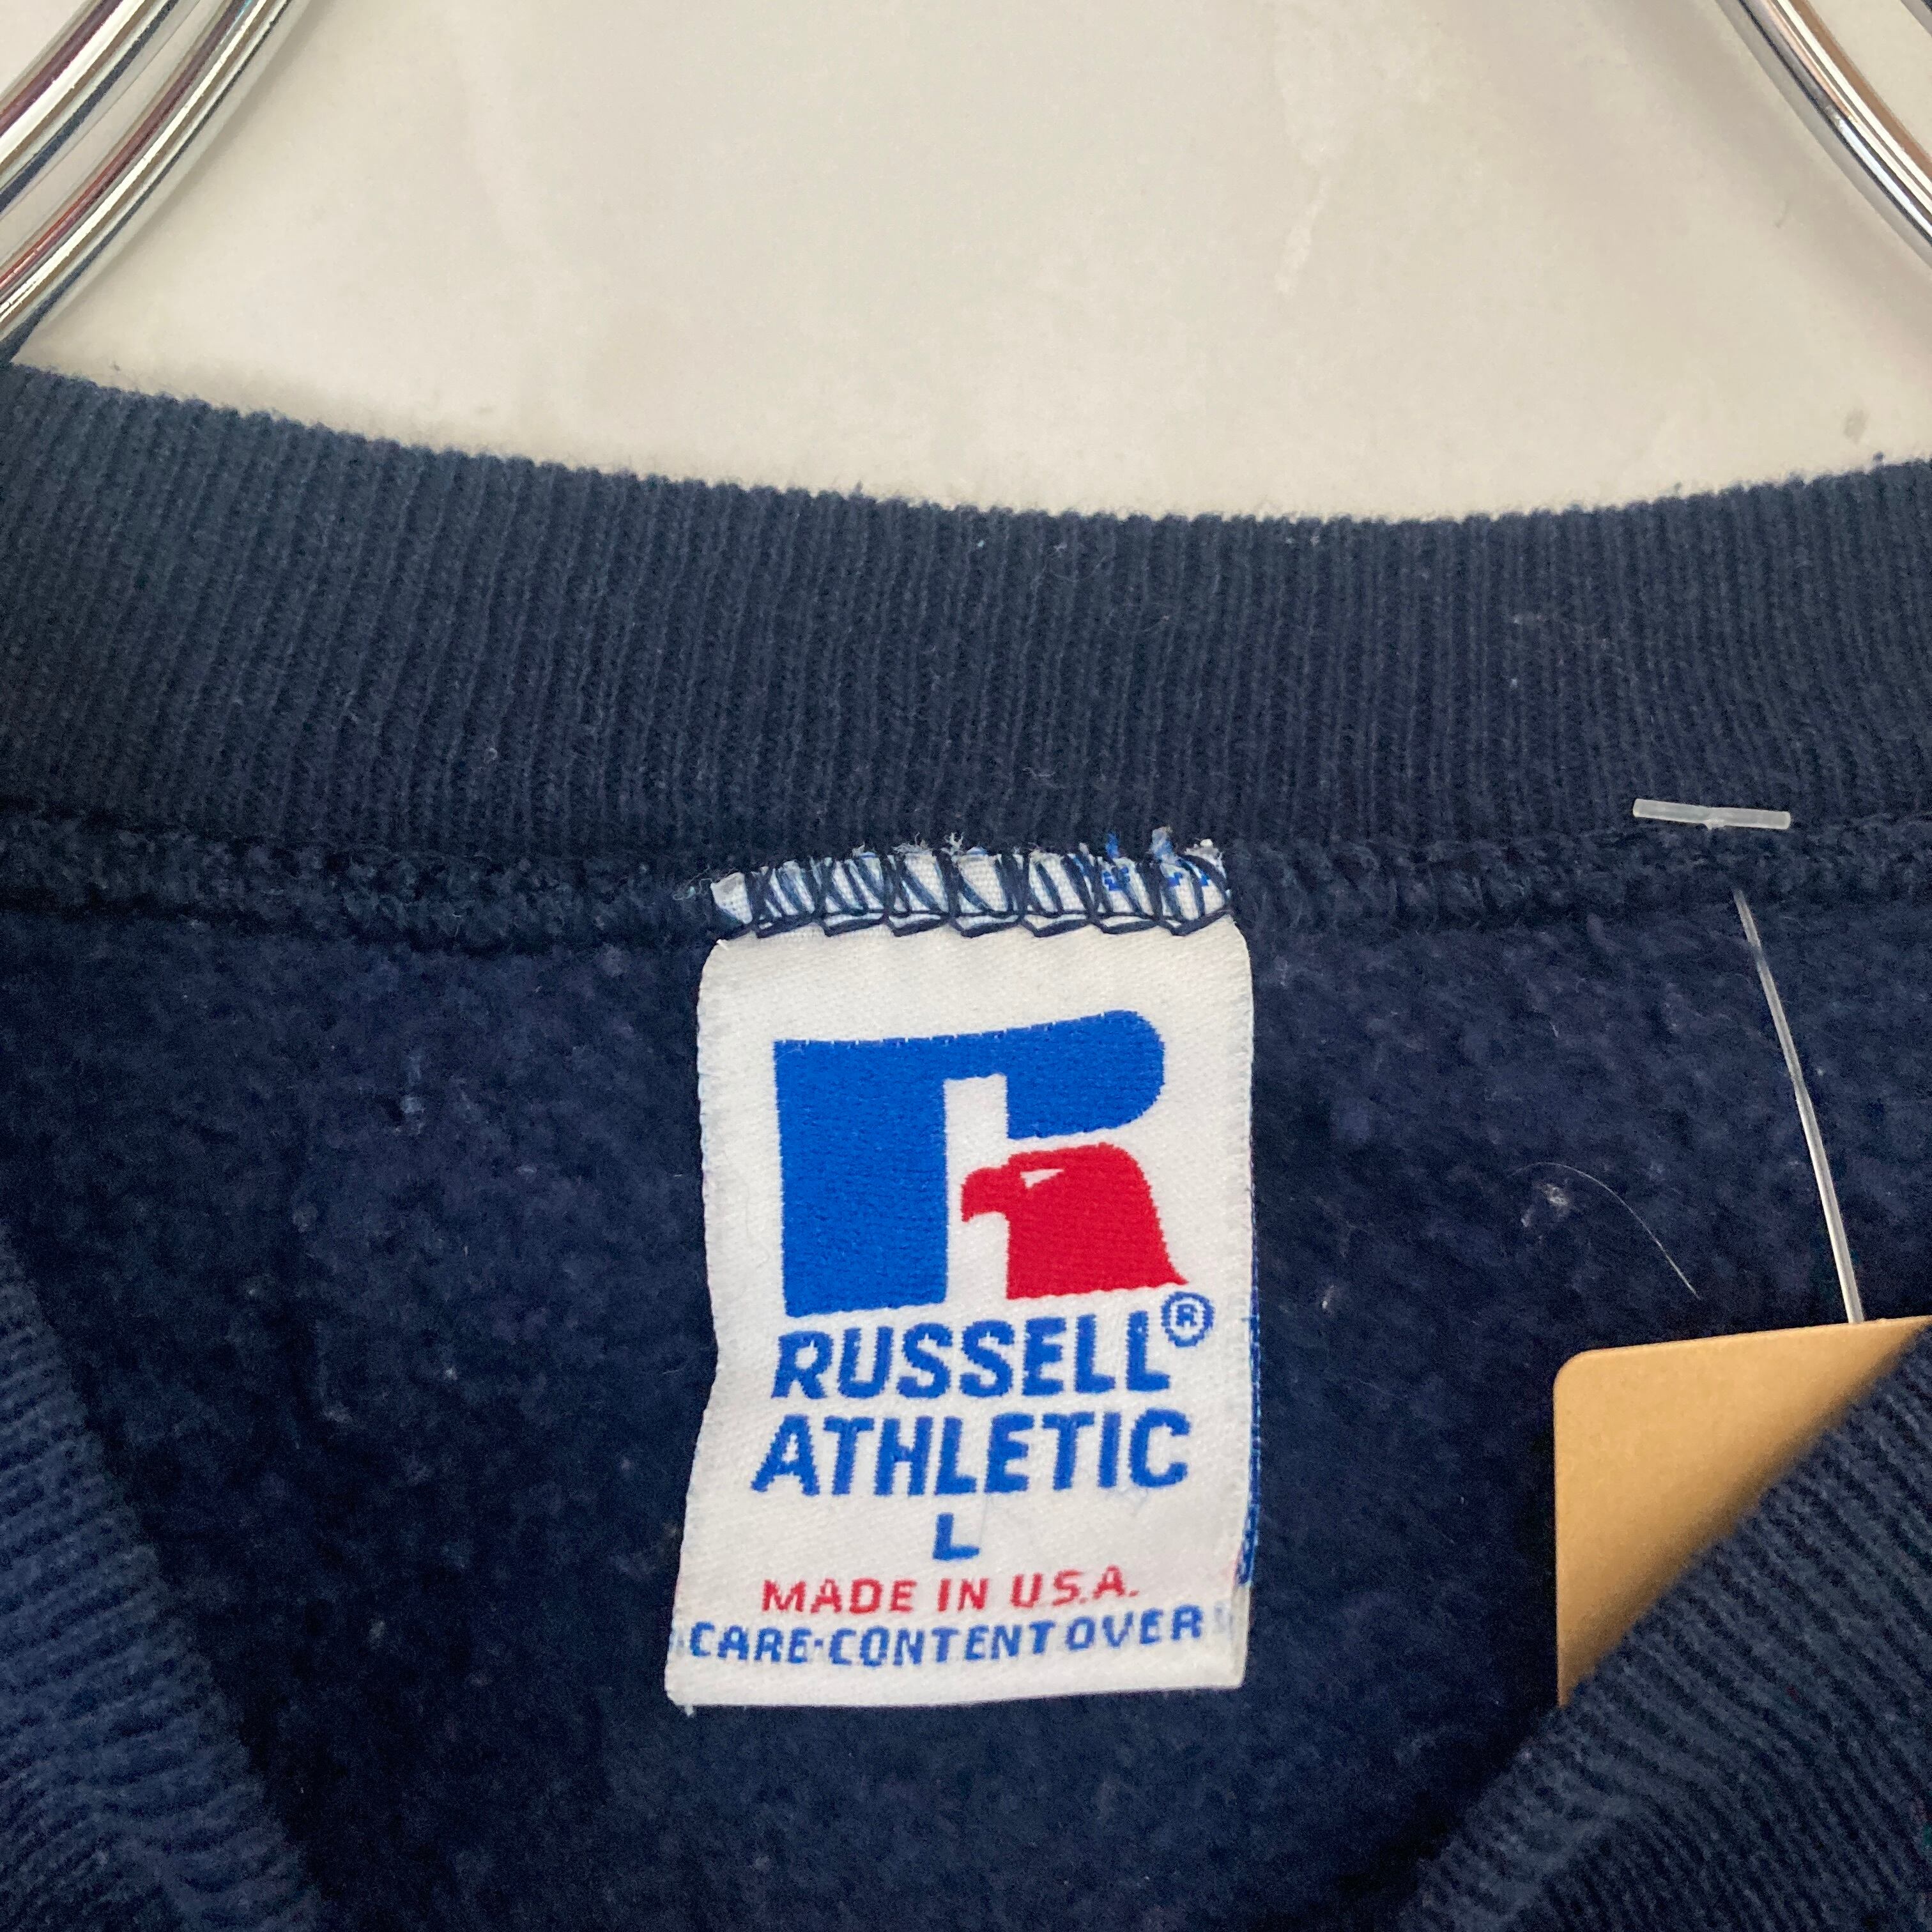 RUSSELL®
ATHLETIC
L
MADE IN U.S.A.
CARE·CONTENT OVER